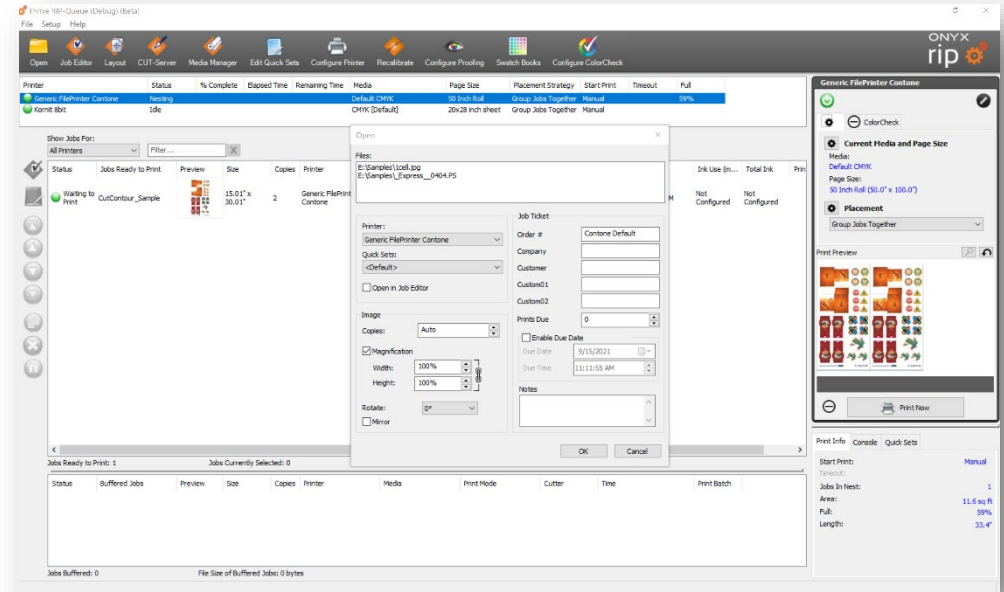 Thrive RIP-Queue (Debug) (Beta)
File Setup Help
Open Job Editor Layout CUT-Server Media Manager Edit Quick Sets Configure Printer Recalibrate Configure Proofing Swatch Books Configure ColorCheck
ONYX
rip
Printer Status % Complete Elapsed Time Remaining Time Media Page Size Placement Strategy Start Print Timeout Full
Generic FilePrinter Contone Nesting Default CMYK 50 Inch Roll Group Jobs Together Manual 59%
Kornit 8bit Idle CMYK [Default] 20x28 inch sheet Group Jobs Together Manual
Show Jobs For:
All Printers Filter...
Status Jobs Ready to Print Preview Size Copies Printer Ink Use (m... Total Ink Prin
Waiting to Print CutContour_Sample 15.01" x 30.01" 2 Generic FilePrint Contone M Not Configured Not Configured
Open
Files:
E:\Samples\1cell.jpg
E:\Samples\_Express__0404.PS
Printer:
Generic FilePrinter Contone
Quick Sets:
<Default>
Open in Job Editor
Image
Copies: Auto
Magnification
Width: 100%
Height: 100%
Rotate: 0°
Mirror
Job Ticket
Order # Contone Default
Company
Customer
Custom01
Custom02
Prints Due 0
Enable Due Date
Due Date 9/15/2021
Due Time 11:11:55 AM
Notes
OK Cancel
Jobs Ready to Print: 1 Jobs Currently Selected: 0
Status Buffered Jobs Preview Size Copies Printer Media Print Mode Cutter Time Print Batch
Jobs Buffered: 0 File Size of Buffered Jobs: 0 bytes
Generic FilePrinter Contone
ColorCheck
Current Media and Page Size
Media:
Default CMYK
Page Size:
50 Inch Roll (50.0" x 100.0")
Placement
Group Jobs Together
Print Preview
Print Now
Print Info Console Quick Sets
Start Print: Manual
Timeout:
Jobs In Nest: 1
Area: 11.6 sq ft
Full: 59%
Length: 33.4"